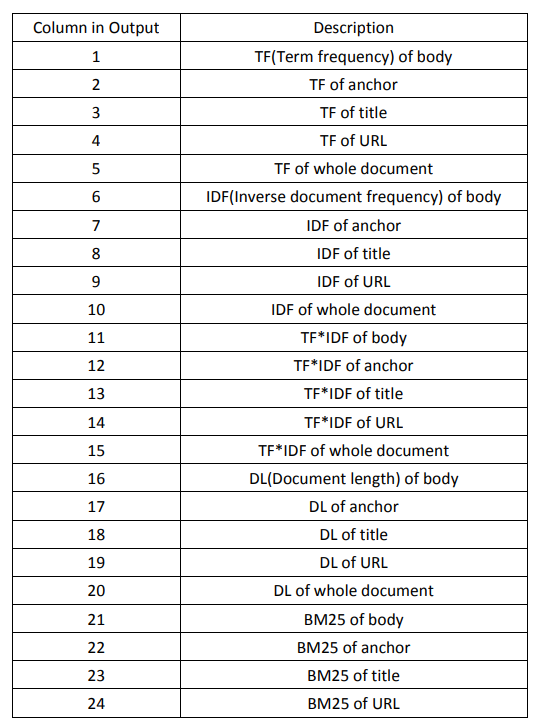 Column in Output Description
1 TF(Term frequency) of body
2 TF of anchor
3 TF of title
4 TF of URL
5 TF of whole document
6 IDF(Inverse document frequency) of body
7 IDF of anchor
8 IDF of title
9 IDF of URL
10 IDF of whole document
11 TF*IDF of body
12 TF*IDF of anchor
13 TF*IDF of title
14 TF*IDF of URL
15 TF*IDF of whole document
16 DL(Document length) of body
17 DL of anchor
18 DL of title
19 DL of URL
20 DL of whole document
21 BM25 of body
22 BM25 of anchor
23 BM25 of title
24 BM25 of URL